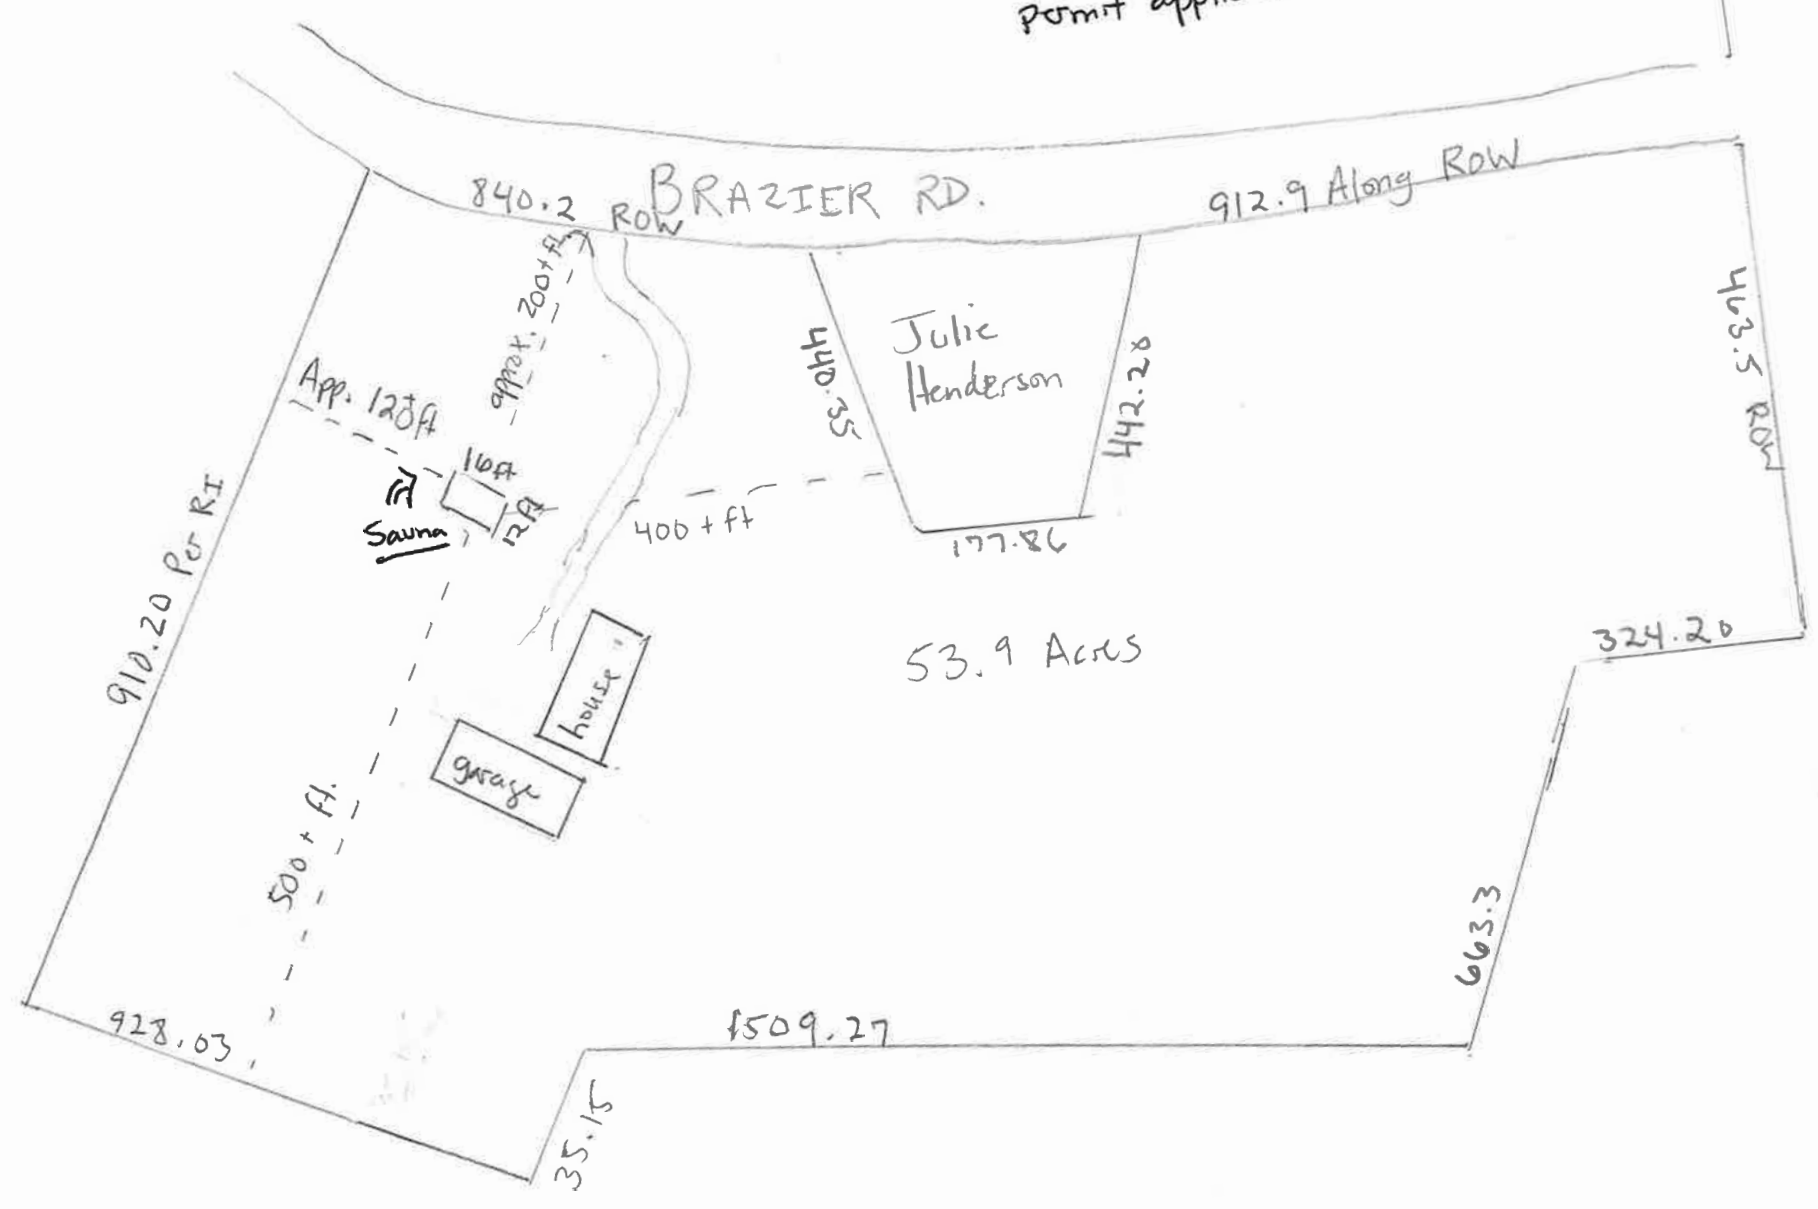 permit
840.2
ROW
BRAZIER RD.
912.9 Along ROW
approx. 200+ft
463.5 ROW
Julie
Henderson
440.35
442.28
App. 120 ft
16ft
12ft
Sauna
400 + ft
177.86
910.20 Per RI
53.9 Acres
324.20
house
garage
500 + ft.
663.3
928.03
1509.27
35.15